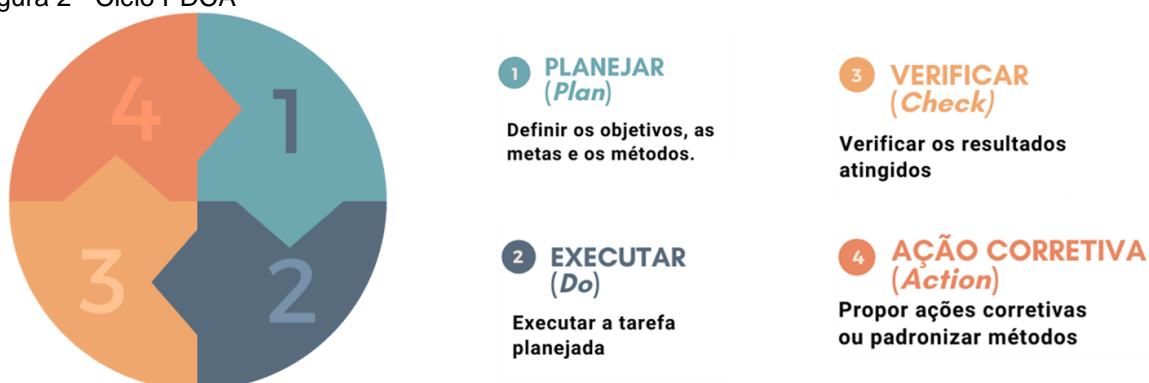 gura 2 - Ciclo PDCA
4
1
3
2
1 PLANEJAR
(Plan)
Definir os objetivos, as
metas e os métodos.
2 EXECUTAR
(Do)
Executar a tarefa
planejada
3 VERIFICAR
(Check)
Verificar os resultados
atingidos
4 AÇÃO CORRETIVA
(Action)
Propor ações corretivas
ou padronizar métodos